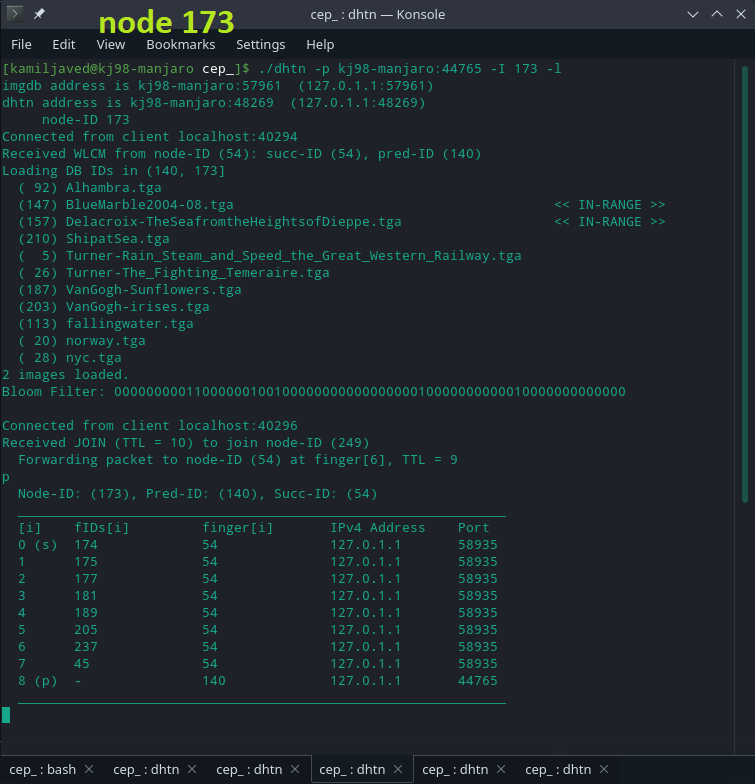 cep_ : dhtn — Konsole
node 173
File Edit View Bookmarks Settings Help
[kamiljaved@kj98-manjaro cep_]$ ./dhtn -p kj98-manjaro:44765 -I 173 -l
imgdb address is kj98-manjaro:57961 (127.0.1.1:57961)
dhtn address is kj98-manjaro:48269 (127.0.1.1:48269)
node-ID 173
Connected from client localhost:40294
Received WLCM from node-ID (54): succ-ID (54), pred-ID (140)
Loading DB IDs in (140, 173]
( 92) Alhambra.tga
(147) BlueMarble2004-08.tga << IN-RANGE >>
(157) Delacroix-TheSeafromtheHeightsofDieppe.tga << IN-RANGE >>
(210) ShipatSea.tga
( 5) Turner-Rain_Steam_and_Speed_the_Great_Western_Railway.tga
( 26) Turner-The_Fighting_Temeraire.tga
(187) VanGogh-Sunflowers.tga
(203) VanGogh-irises.tga
(113) fallingwater.tga
( 20) norway.tga
( 28) nyc.tga
2 images loaded.
Bloom Filter: 0000000001100000010010000000000000000010000000000010000000000000
Connected from client localhost:40296
Received JOIN (TTL = 10) to join node-ID (249)
Forwarding packet to node-ID (54) at finger[6], TTL = 9
p
Node-ID: (173), Pred-ID: (140), Succ-ID: (54)
[i] fIDs[i] finger[i] IPv4 Address Port
0 (s) 174 54 127.0.1.1 58935
1 175 54 127.0.1.1 58935
2 177 54 127.0.1.1 58935
3 181 54 127.0.1.1 58935
4 189 54 127.0.1.1 58935
5 205 54 127.0.1.1 58935
6 237 54 127.0.1.1 58935
7 45 54 127.0.1.1 58935
8 (p) - 140 127.0.1.1 44765
cep_ : bash cep_ : dhtn cep_ : dhtn cep_ : dhtn cep_ : dhtn cep_ : dhtn